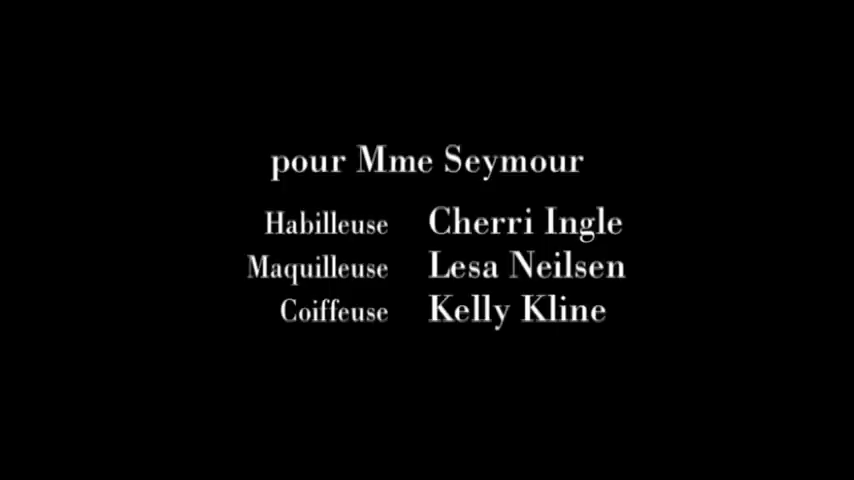 pour Mme Seymour
Habilleuse Cherri Ingle
Maquilleuse Lesa Neilsen
Coiffeuse Kelly Kline